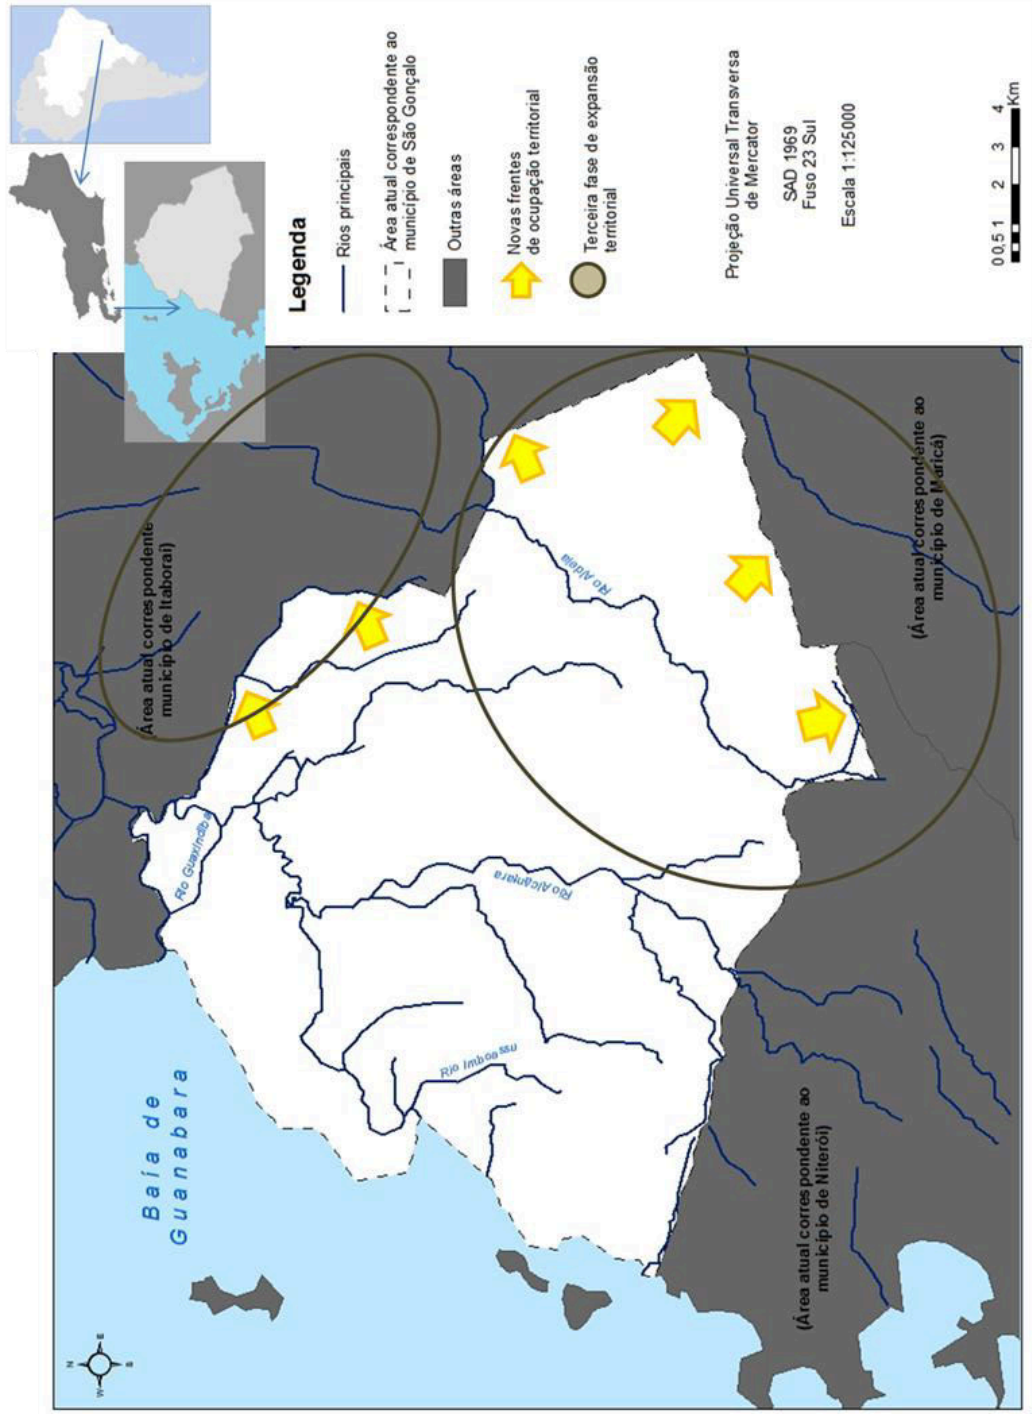 N
W
E
S
Baía de
Guanabara
(Área atual correspondente
município de Itaboraí)
Rio Guaxindiba
Rio Aldeia
Rio Alcântara
Rio Imboassu
(Área atual correspondente ao
município de Maricá)
(Área atual correspondente ao
município de Niterói)
Legenda
Rios principais
Área atual correspondente ao
município de São Gonçalo
Outras áreas
Novas frentes
de ocupação territorial
Terceira fase de expansão
territorial
Projeção Universal Transversa
de Mercator
SAD 1969
Fuso 23 Sul
Escala 1:125000
0 0,5 1 2 3 4
Km